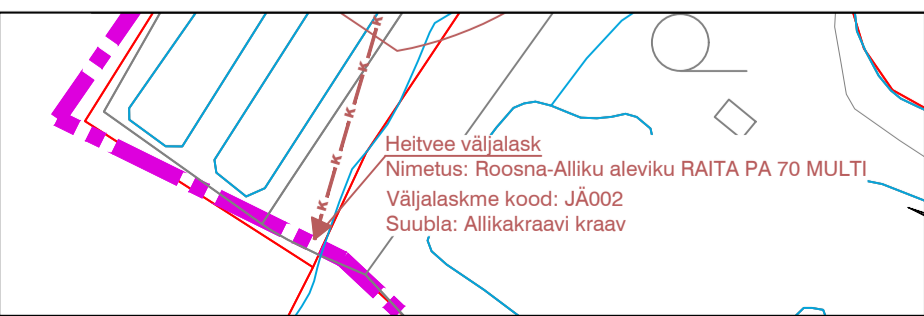 K
K
K
K
K
Heitvee väljalask
Nimetus: Roosna-Alliku aleviku RAITA PA 70 MULTI
Väljalaskme kood: JÄ002
Suubla: Allikakraavi kraav